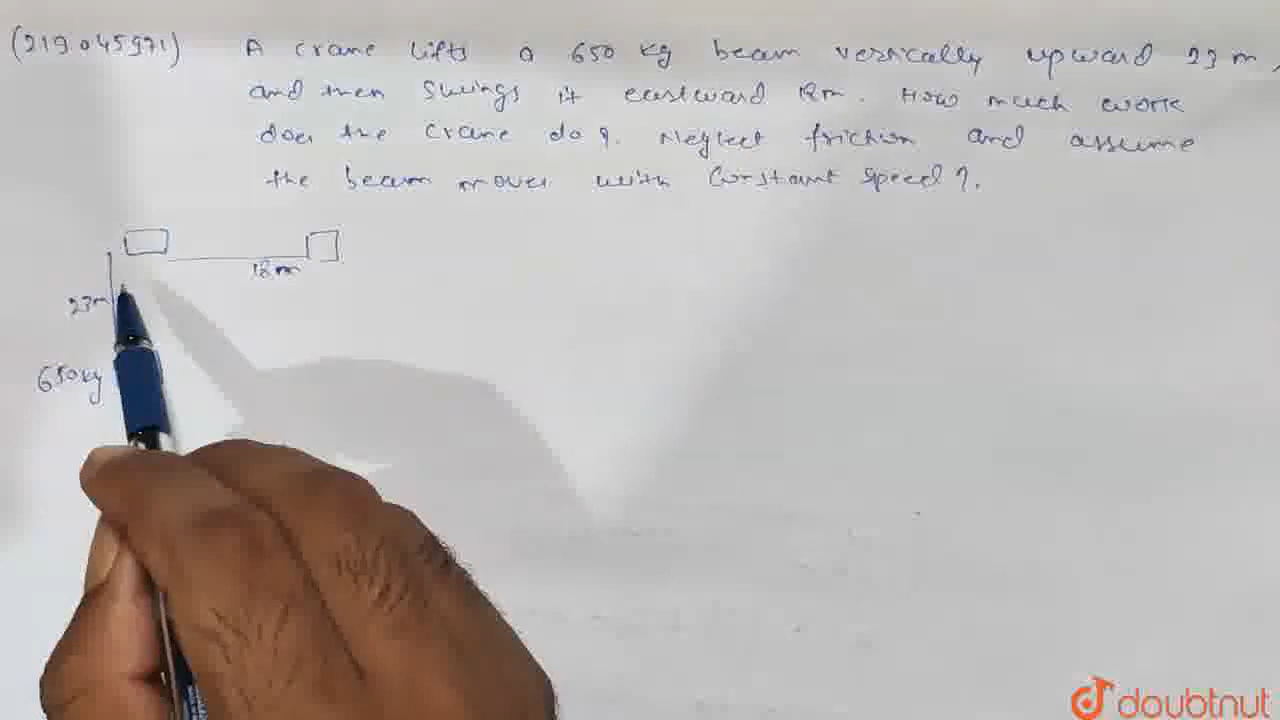 (219045971) A crane lifts a 650 kg beam vertically upward 23 m,
and then swings it eastward 18m. How much work
does the crane do?. Neglect friction and assume
the beam moves with constant speed?.
18m
23m
650kg
doubtnut